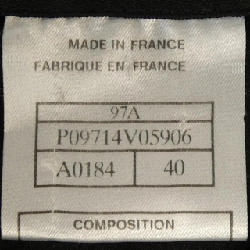 MADE IN FRANCE
FABRIQUE EN FRANCE
97A
P09714V05906
A0184 40
COMPOSITION